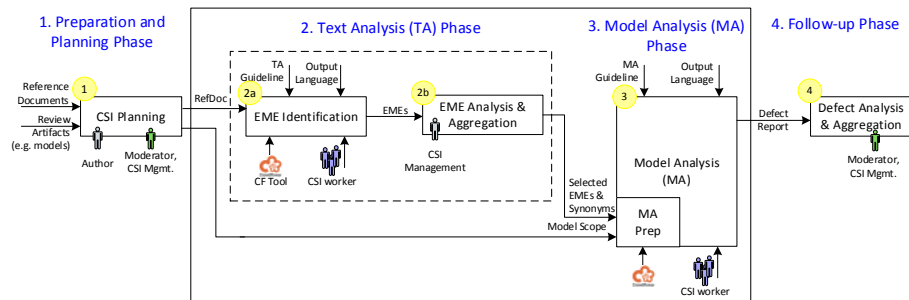 1. Preparation and
Planning Phase
2. Text Analysis (TA) Phase
3. Model Analysis (MA)
Phase
4. Follow-up Phase
Reference
Documents
Review
Artifacts
(e.g. models)
1
CSI Planning
Author
Moderator,
CSI Mgmt.
RefDoc
TA
Guideline
Output
Language
2a
EME Identification
CF Tool
CSI worker
EMEs
2b
EME Analysis &
Aggregation
CSI
Management
Selected
EMEs &
Synonyms
Model Scope
MA
Guideline
Output
Language
3
Model Analysis
(MA)
MA
Prep
CSI worker
Defect
Report
4
Defect Analysis
& Aggregation
Moderator,
CSI Mgmt.